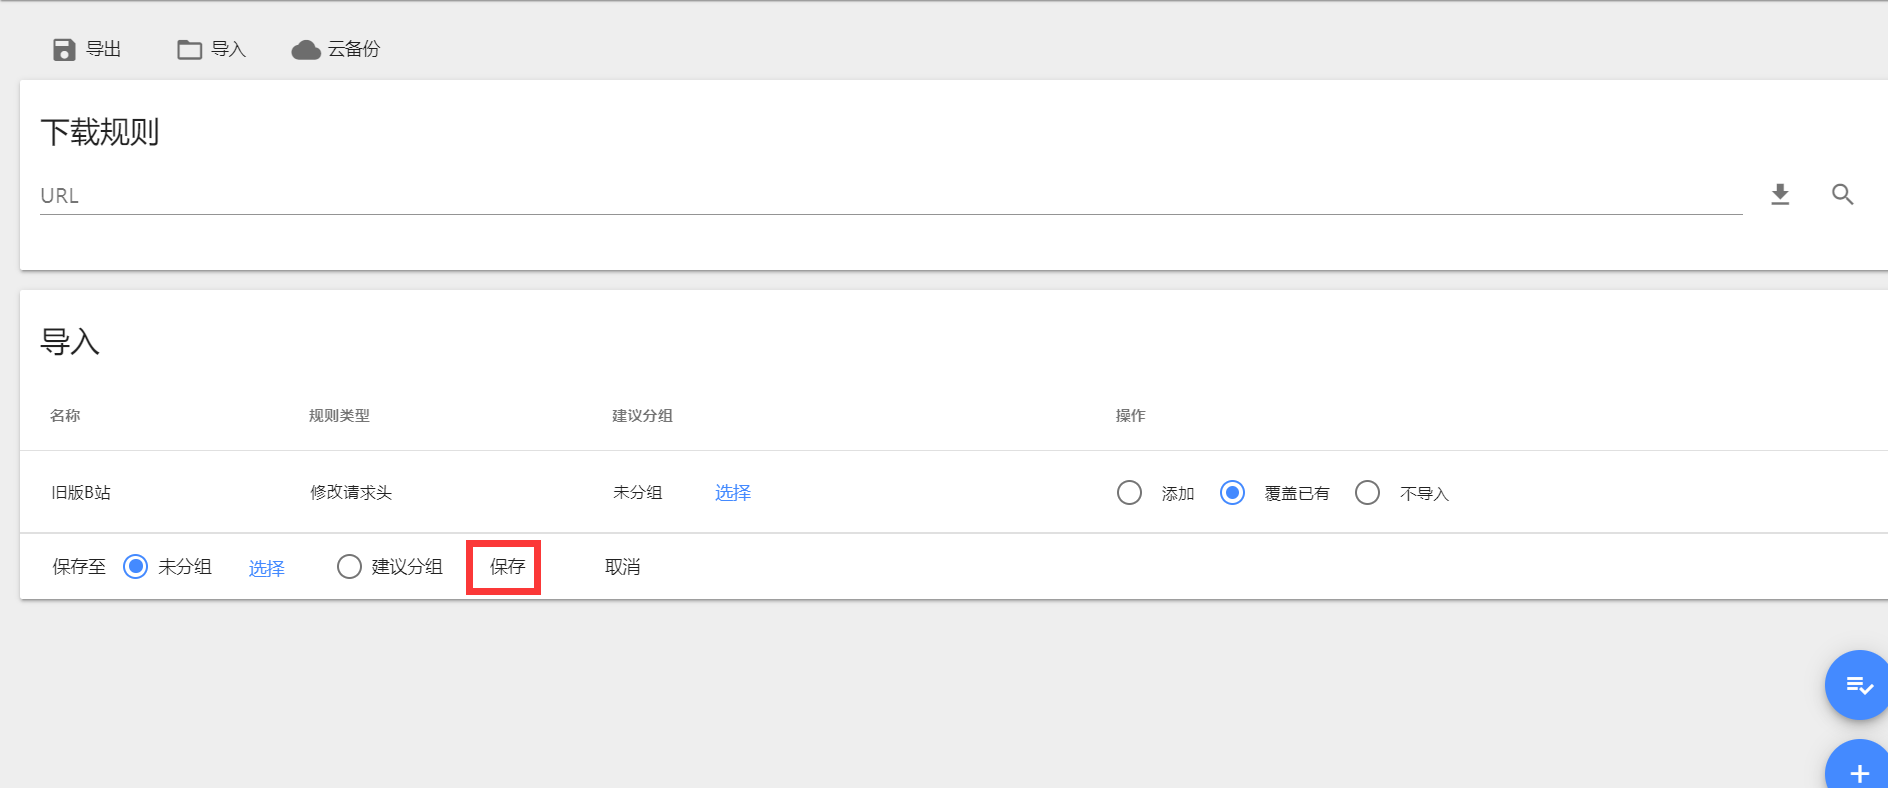 导出 导入 云备份
下载规则
URL
导入
名称 规则类型 建议分组 操作
旧版B站 修改请求头 未分组 选择 添加 覆盖已有 不导入
保存至 未分组 选择 建议分组 保存 取消